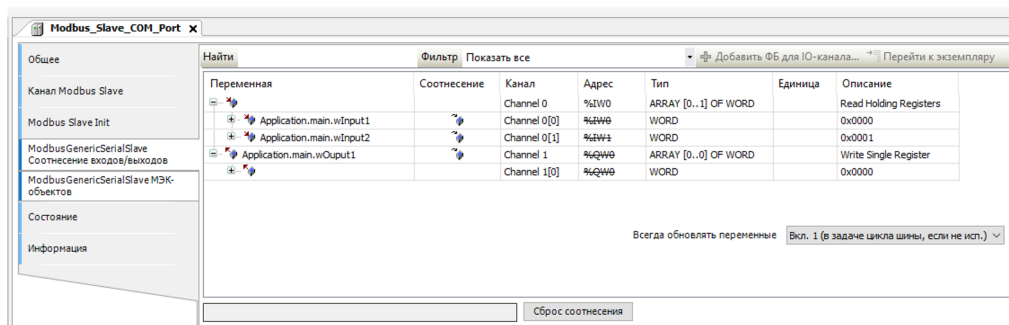 Modbus_Slave_COM_Port
Общее
Канал Modbus Slave
Modbus Slave Init
ModbusGenericSerialSlave
Соотнесение входов/выходов
ModbusGenericSerialSlave МЭК-
объектов
Состояние
Информация
Найти Фильтр Показать все Добавить ФБ для IO-канала... Перейти к экземпляру
Переменная Соотнесение Канал Адрес Тип Единица Описание
Channel 0 %IW0 ARRAY [0..1] OF WORD Read Holding Registers
Application.main.wInput1 Channel 0[0] %IW0 WORD 0x0000
Application.main.wInput2 Channel 0[1] %IW1 WORD 0x0001
Application.main.wOuput1 Channel 1 %QW0 ARRAY [0..0] OF WORD Write Single Register
Channel 1[0] %QW0 WORD 0x0000
Всегда обновлять переменные Вкл. 1 (в задаче цикла шины, если не исп.)
Сброс соотнесения